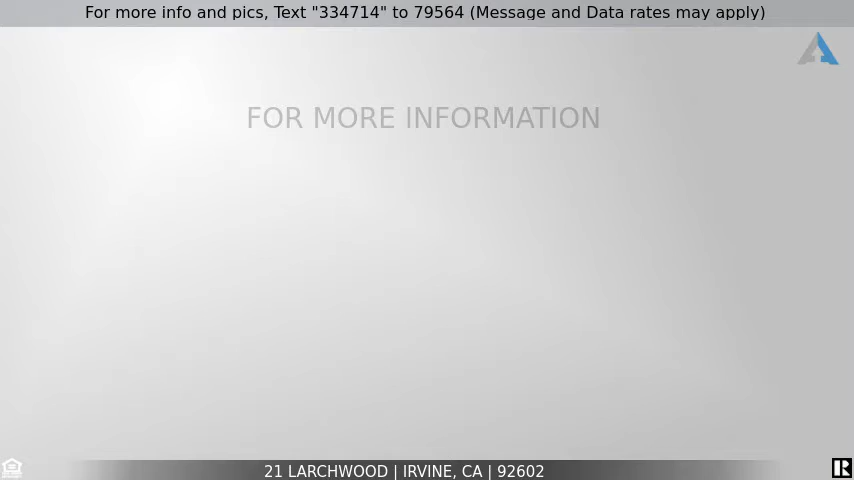 For more info and pics, Text "334714" to 79564 (Message and Data rates may apply)
FOR MORE INFORMATION
21 LARCHWOOD | IRVINE, CA | 92602